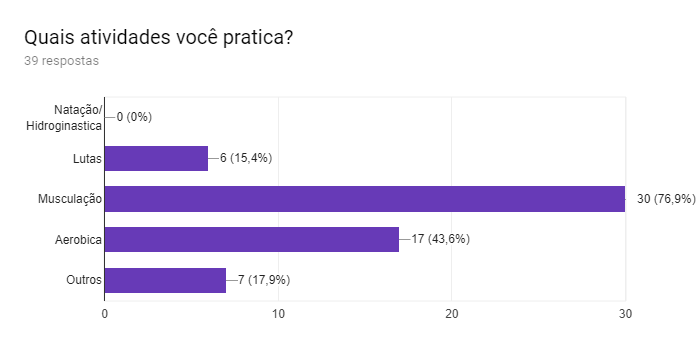 Quais atividades você pratica?
39 respostas
Natação/
Hidroginastica
0 (0%)
Lutas
6 (15,4%)
Musculação
30 (76,9%)
Aerobica
17 (43,6%)
Outros
7 (17,9%)
0
10
20
30